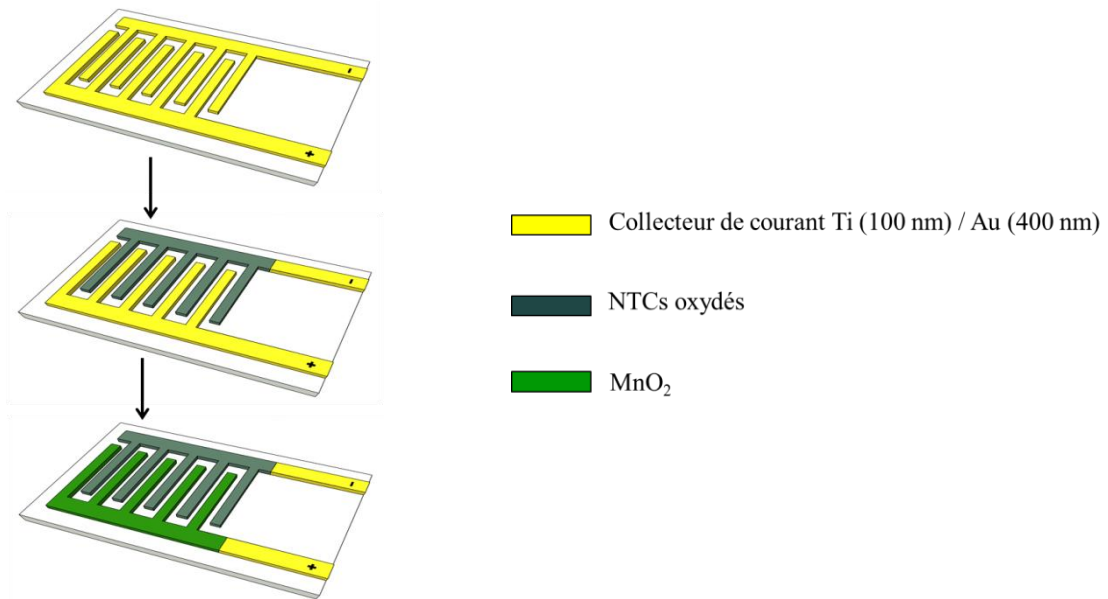 -
+
Collecteur de courant Ti (100 nm) / Au (400 nm)
-
+
NTCs oxydés
MnO₂
-
+